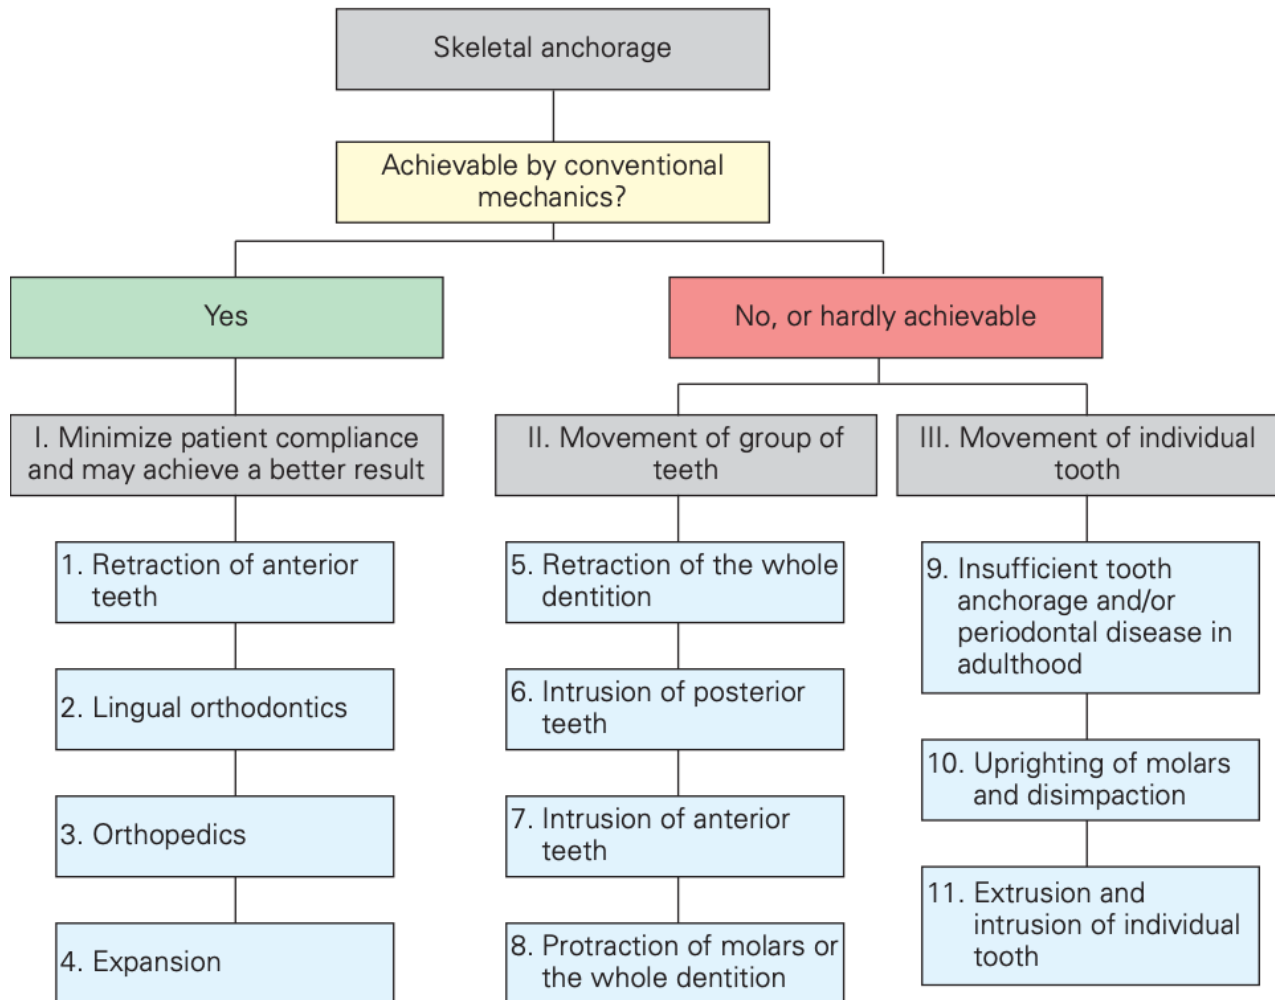 Skeletal anchorage
Achievable by conventional
mechanics?
Yes
No, or hardly achievable
I. Minimize patient compliance
and may achieve a better result
1. Retraction of anterior
teeth
2. Lingual orthodontics
3. Orthopedics
4. Expansion
II. Movement of group of
teeth
5. Retraction of the whole
dentition
6. Intrusion of posterior
teeth
7. Intrusion of anterior
teeth
8. Protraction of molars or
the whole dentition
III. Movement of individual
tooth
9. Insufficient tooth
anchorage and/or
periodontal disease in
adulthood
10. Uprighting of molars
and disimpaction
11. Extrusion and
intrusion of individual
tooth